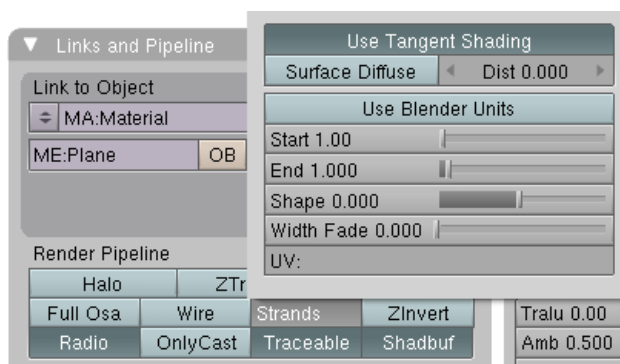 Links and Pipeline
Link to Object
MA:Material
ME:Plane OB
Use Tangent Shading
Surface Diffuse Dist 0.000
Use Blender Units
Start 1.00
End 1.000
Shape 0.000
Width Fade 0.000
UV:
Render Pipeline
Halo ZTr
Full Osa Wire Strands ZInvert
Radio OnlyCast Traceable Shadbuf
Tralu 0.00
Amb 0.500